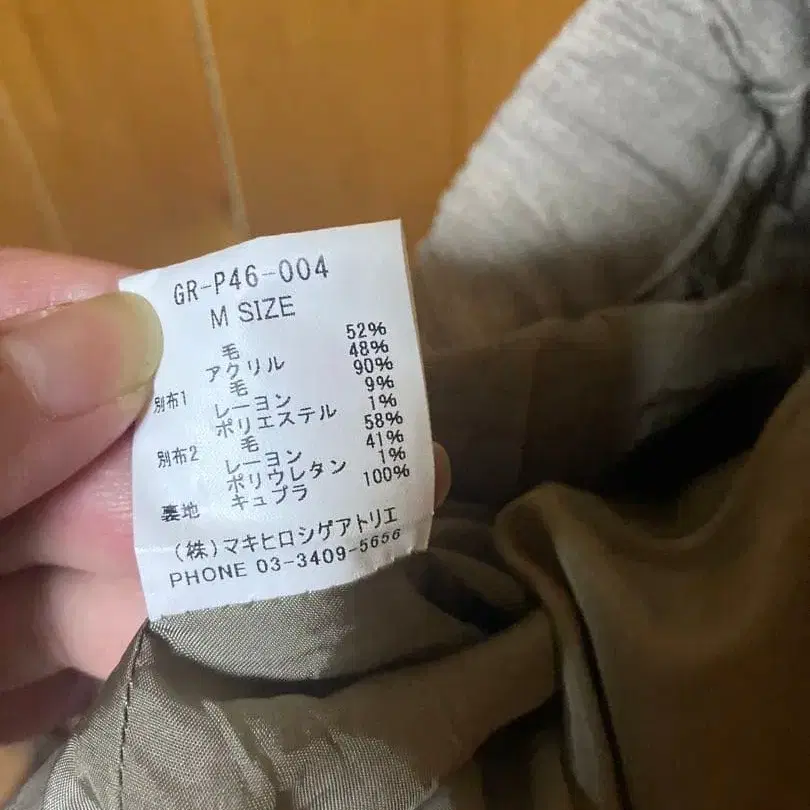 GR-P46-004
M SIZE
毛 52%
アクリル 48%
別布1 毛 90%
レーヨン 9%
ポリエステル 1%
別布2 毛 58%
レーヨン 41%
ポリウレタン 1%
裏地 キュプラ 100%
(株)マキヒロシゲアトリエ
PHONE 03-3409-5656